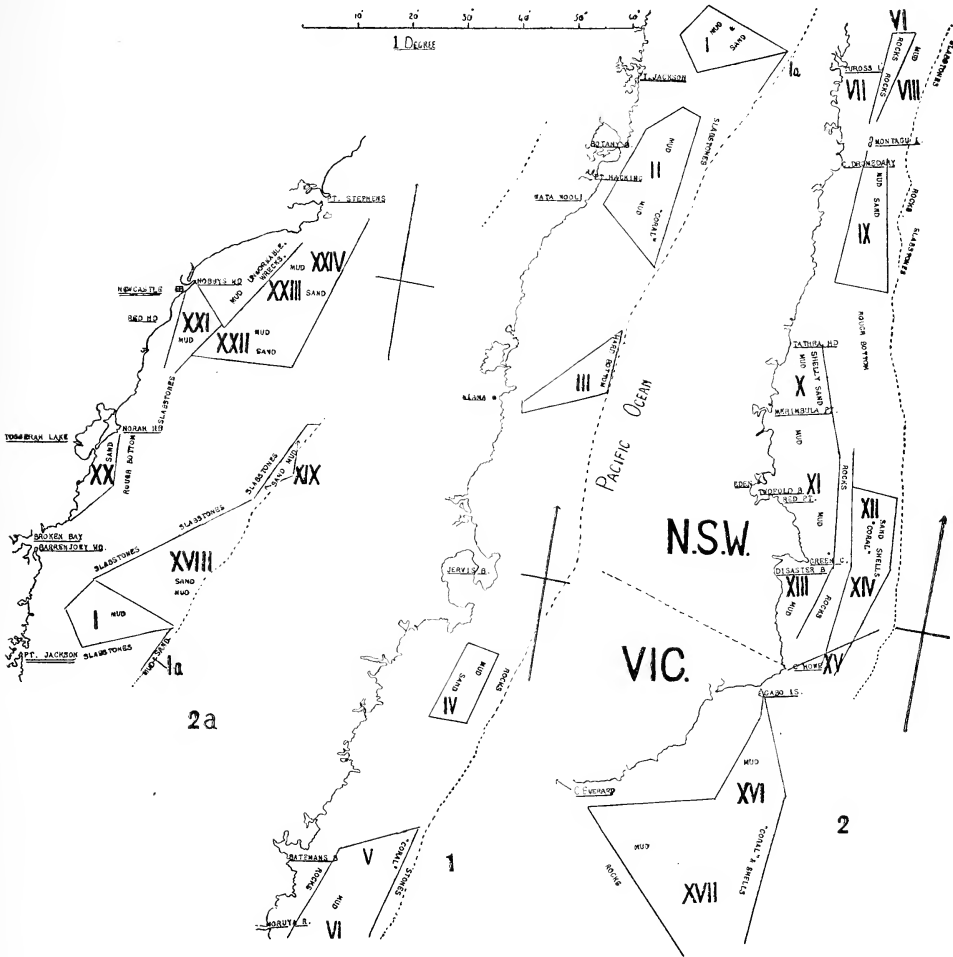 10' 20' 30' 40' 50' 60'
1 DEGREE
PT. STEPHENS
NEWCASTLE
NOBBYS HD
RED HD
MUD
UNWORKABLE.
WRECKS.
MUD
XXIV
XXIII
SAND
XXI
MUD
XXII
MUD
SAND
SLABSTONES
NORAH HD
TUGGERAH LAKE
XX
SAND
ROUGH BOTTOM
SLABSTONES
SAND MUD
XIX
SLABSTONES
BROKEN BAY
BARRENJOEY HD.
SLABSTONES
XVIII
SAND
MUD
I
MUD
PT. JACKSON
SLABSTONES
MUD & SAND
Ia
2a
I
MUD
&
SAND
Ia
PT. JACKSON
SLABSTONES
BOTANY B.
MUD
II
PT. HACKING
WATA MOOLI
MUD
"CORAL"
III
HARD BOTTOM
KIAMA
PACIFIC OCEAN
JERVIS B.
MUD
SAND
IV
ROCKS
BATEMANS B
V
ROCKS
MUD
VI
"CORAL"
STONES
MORUYA R.
1
VI
ROCKS
MUD
SLABSTONES
TUROSS L
VII
ROCKS
VIII
MONTAGU I.
C. DROMEDARY
MUD
SAND
ROCKS
IX
SLABSTONES
ROUGH BOTTOM
TATHRA HD
MUD
SHELLY SAND
X
MERIMBULA PT.
MUD
ROCKS
EDEN
TWOFOLD B
XI
RED PT.
MUD
XII
SAND SHELLS
"CORAL"
N.S.W.
GREEN C.
DISASTER B
XIII
MUD
ROCKS
XIV
VIC.
C HOWE
XV
GABO IS.
C. EVERARD
MUD
XVI
MUD
ROCKS
XVII
"CORAL" & SHELLS
2